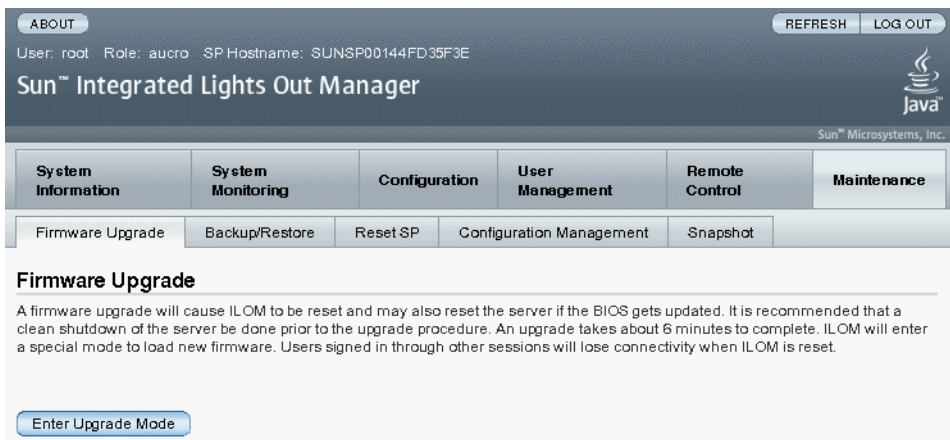 ABOUT
REFRESH
LOG OUT
User: root Role: aucro SP Hostname: SUNSP00144FD35F3E
Sun™ Integrated Lights Out Manager
Java™
Sun™ Microsystems, Inc.
System
Information
System
Monitoring
Configuration
User
Management
Remote
Control
Maintenance
Firmware Upgrade
Backup/Restore
Reset SP
Configuration Management
Snapshot
Firmware Upgrade
A firmware upgrade will cause ILOM to be reset and may also reset the server if the BIOS gets updated. It is recommended that a
clean shutdown of the server be done prior to the upgrade procedure. An upgrade takes about 6 minutes to complete. ILOM will enter
a special mode to load new firmware. Users signed in through other sessions will lose connectivity when ILOM is reset.
Enter Upgrade Mode